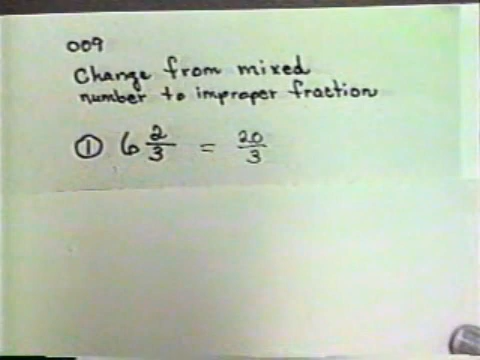 009
Change from mixed
number to improper fraction
① 6 2/3 = 20/3